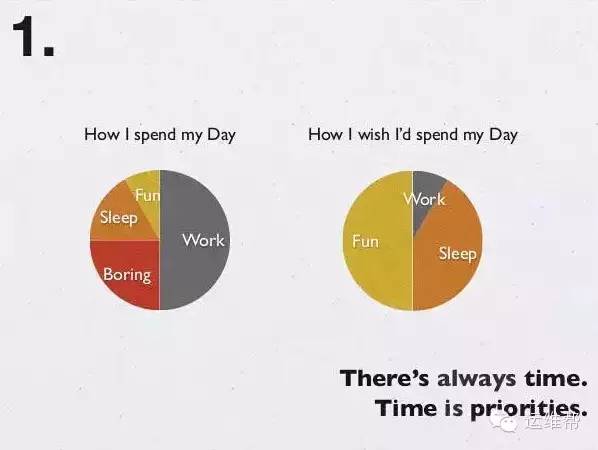 1.
How I spend my Day
How I wish I'd spend my Day
Fun
Sleep
Work
Boring
Work
Fun
Sleep
There's always time.
Time is priorities.
运维帮